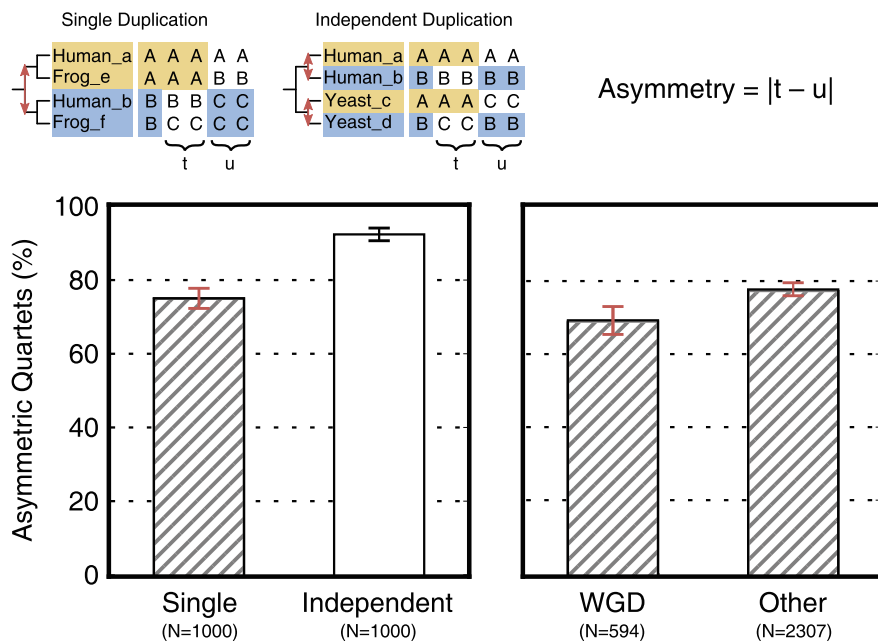 Single Duplication
Human_a A A A A A
Frog_e A A A B B
Human_b B B B C C
Frog_f B C C C C
t u
Independent Duplication
Human_a A A A A A
Human_b B B B B B
Yeast_c A A A C C
Yeast_d B C C B B
t u
Asymmetry = |t – u|
Asymmetric Quartets (%)
100
80
60
40
20
0
Single
(N=1000)
Independent
(N=1000)
WGD
(N=594)
Other
(N=2307)